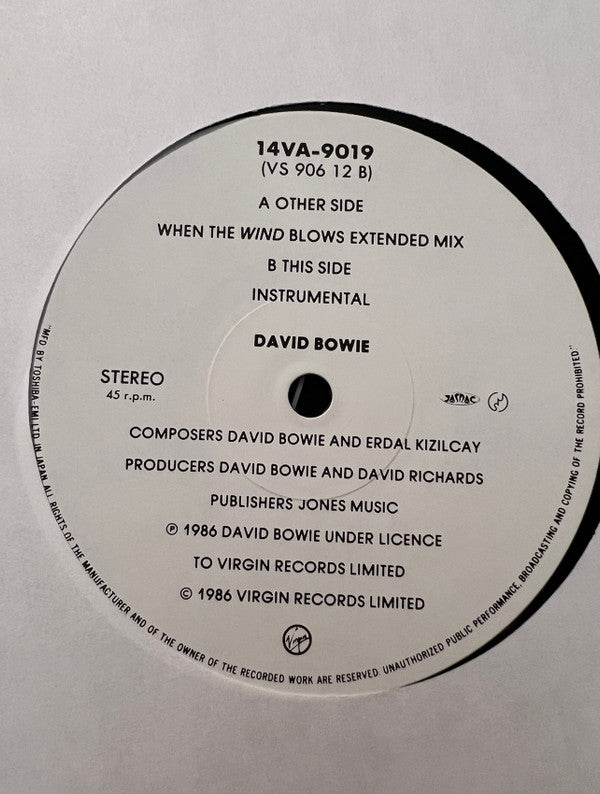 14VA-9019
(VS 906 12 B)
A OTHER SIDE
WHEN THE WIND BLOWS EXTENDED MIX
B THIS SIDE
INSTRUMENTAL
DAVID BOWIE
STEREO
45 r.p.m.
JASRAC
COMPOSERS DAVID BOWIE AND ERDAL KIZILCAY
PRODUCERS DAVID BOWIE AND DAVID RICHARDS
PUBLISHERS JONES MUSIC
℗ 1986 DAVID BOWIE UNDER LICENCE
TO VIRGIN RECORDS LIMITED
© 1986 VIRGIN RECORDS LIMITED
Virgin
"MFD BY TOSHIBA-EMI LTD. IN JAPAN ALL RIGHTS OF THE MANUFACTURER AND OF THE OWNER OF THE RECORDED WORK ARE RESERVED. UNAUTHORIZED PUBLIC PERFORMANCE, BROADCASTING AND COPYING OF THE RECORD PROHIBITED"